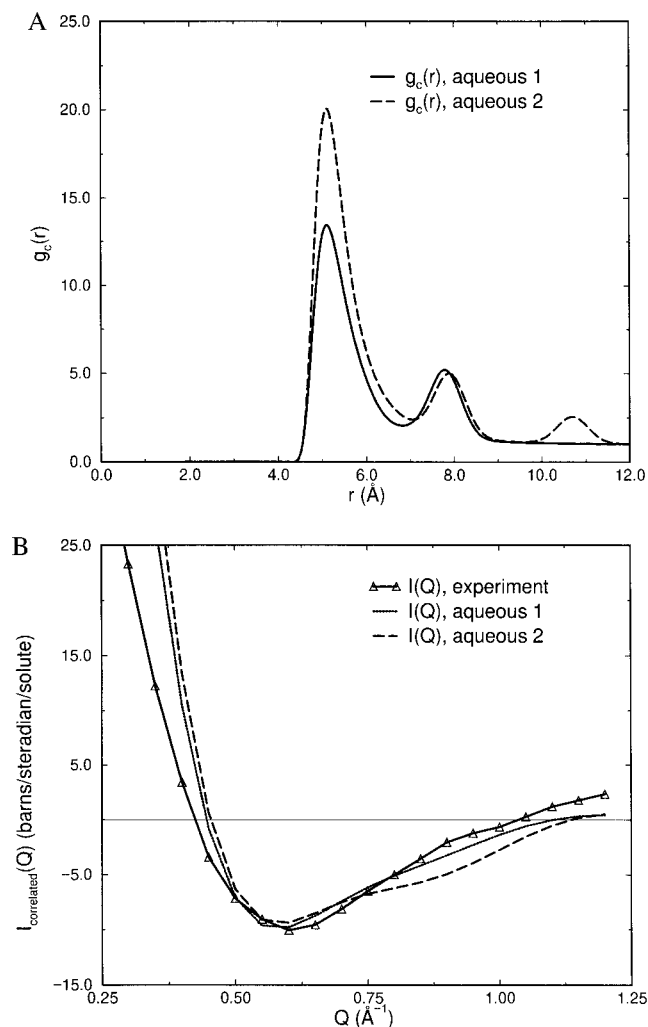 A
25.0
20.0
15.0
10.0
5.0
0.0
g_c(r)
g_c(r), aqueous 1
g_c(r), aqueous 2
0.0 2.0 4.0 6.0 8.0 10.0 12.0
r (Å)
B
25.0
15.0
5.0
−5.0
−15.0
I_correlated(Q) (barns/steradian/solute)
I(Q), experiment
I(Q), aqueous 1
I(Q), aqueous 2
0.25 0.50 0.75 1.00 1.25
Q (Å⁻¹)